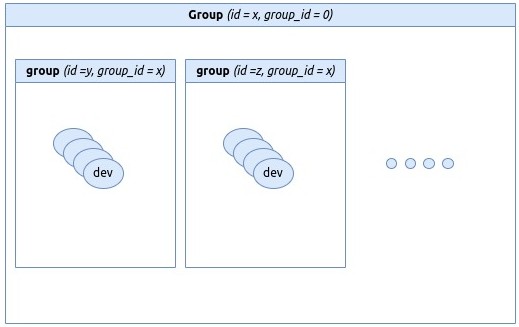 Group (id = x, group_id = 0)
group (id =y, group_id = x)
group (id =z, group_id = x)
dev
dev